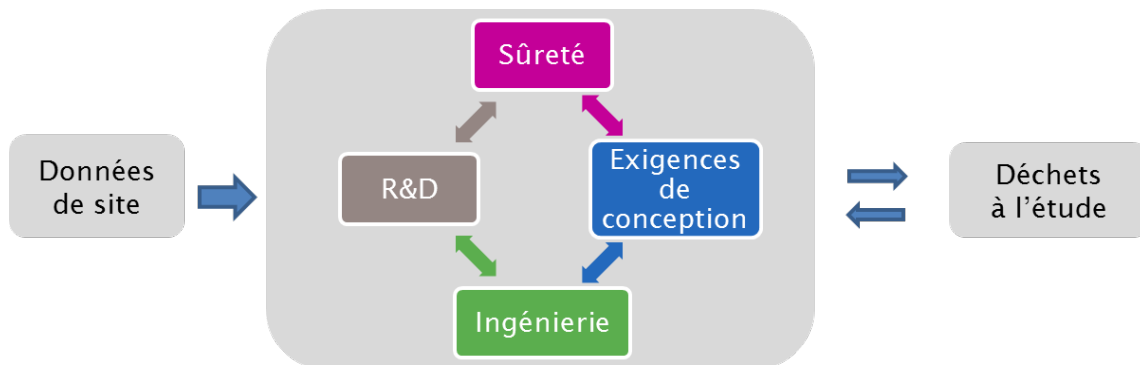 Sûreté
Données
de site
R&D
Exigences
de
conception
Déchets
à l'étude
Ingénierie